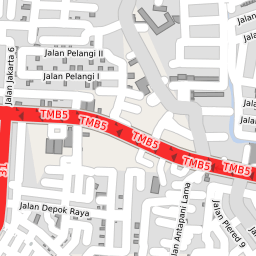 Jalan Pelangi II
Jalan Jakarta 6
Jalan Pelangi I
TMB5
TMB5
TMB5
TMB5
TMB5
Jalan Antapani Lama
Jalan Depok Raya
Jalan Piered 9